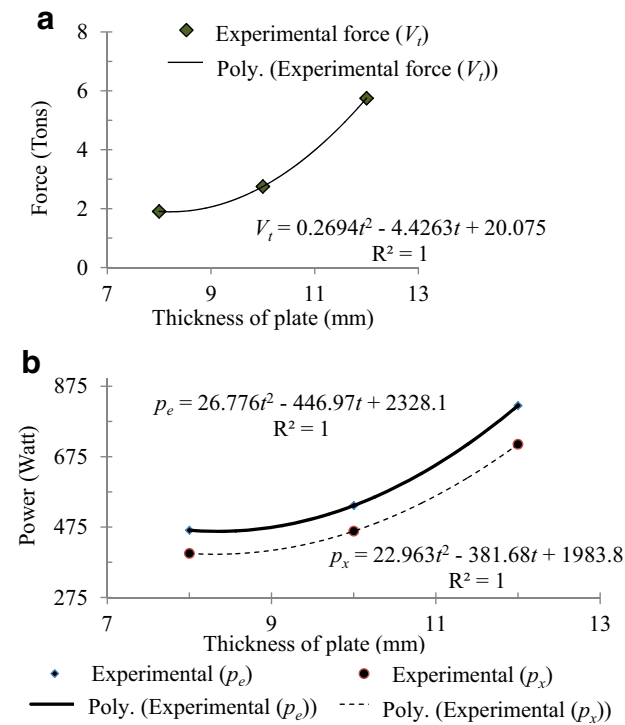 a
Experimental force (Vt)
Poly. (Experimental force (Vt))
8
6
4
2
0
Force (Tons)
Vt = 0.2694t² - 4.4263t + 20.075
R² = 1
7 9 11 13
Thickness of plate (mm)
b
875
675
475
275
Power (Watt)
pe = 26.776t² - 446.97t + 2328.1
R² = 1
px = 22.963t² - 381.68t + 1983.8
R² = 1
7 9 11 13
Thickness of plate (mm)
Experimental (pe) Experimental (px)
Poly. (Experimental (pe)) Poly. (Experimental (px))